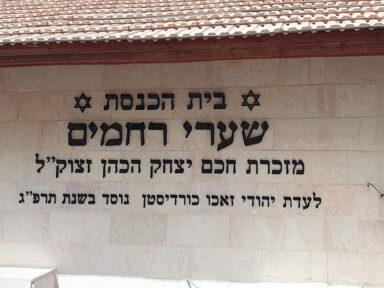 בית הכנסת
שערי רחמים
מזכרת חכם יצחק הכהן זצוק"ל
לעדת יהודי זאכו כורדיסטן נוסד בשנת תרפ"ג